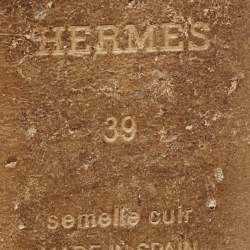 HERMES
39
semelle cuir
MADE IN SPAIN